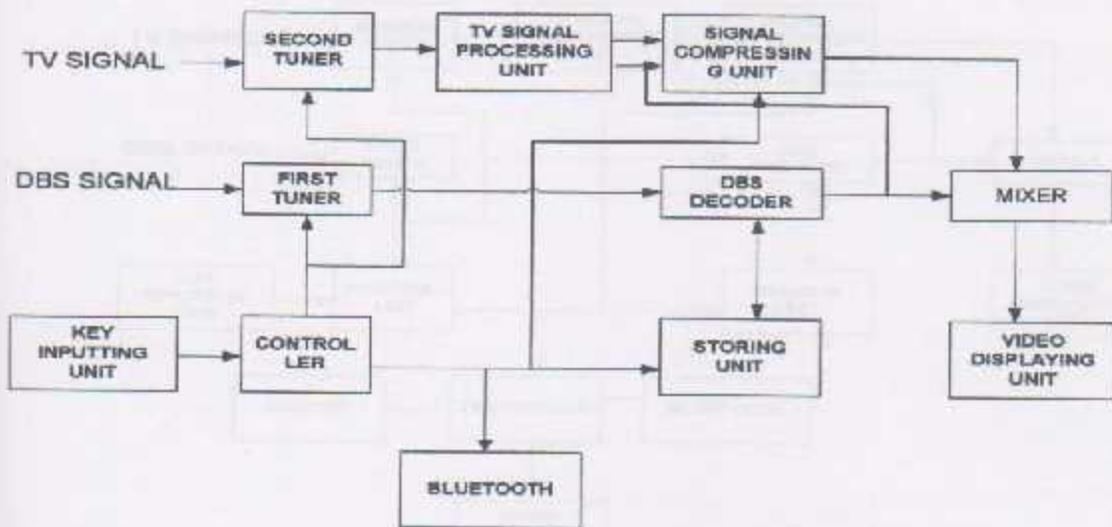 TV SIGNAL
SECOND
TUNER
TV SIGNAL
PROCESSING
UNIT
SIGNAL
COMPRESSIN
G UNIT
DBS SIGNAL
FIRST
TUNER
DBS
DECODER
MIXER
KEY
INPUTTING
UNIT
CONTROL
LER
STORING
UNIT
VIDEO
DISPLAYING
UNIT
BLUETOOTH